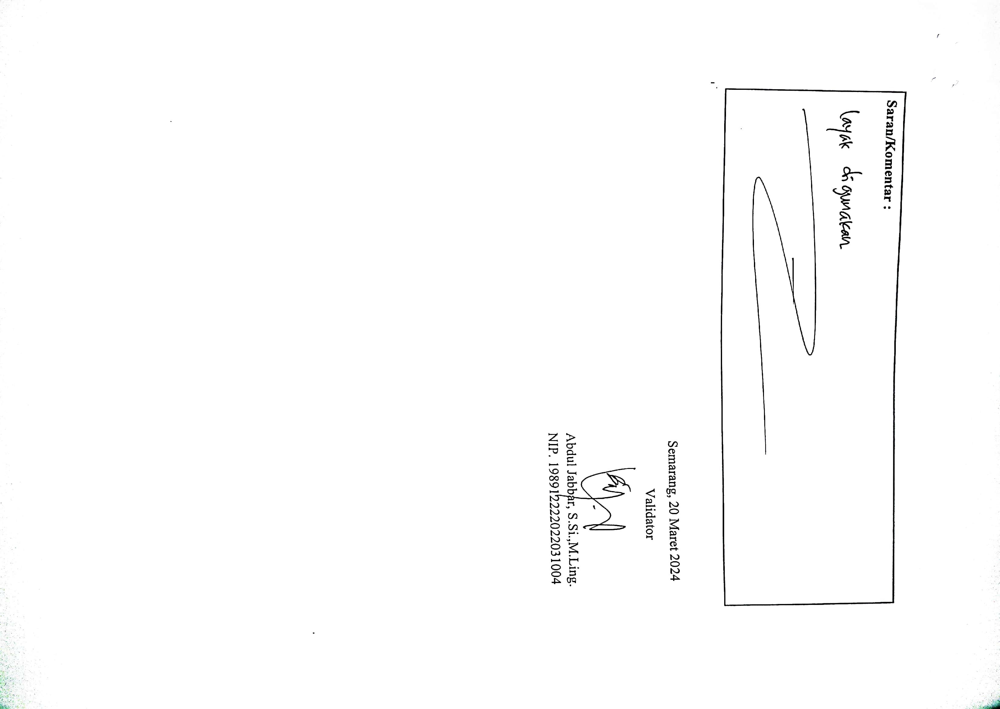 Saran/Komentar :
layak digunakan
Semarang, 20 Maret 2024
Validator
Abdul Jabbar, S.Si.,M.Ling.
NIP. 198912222022031004